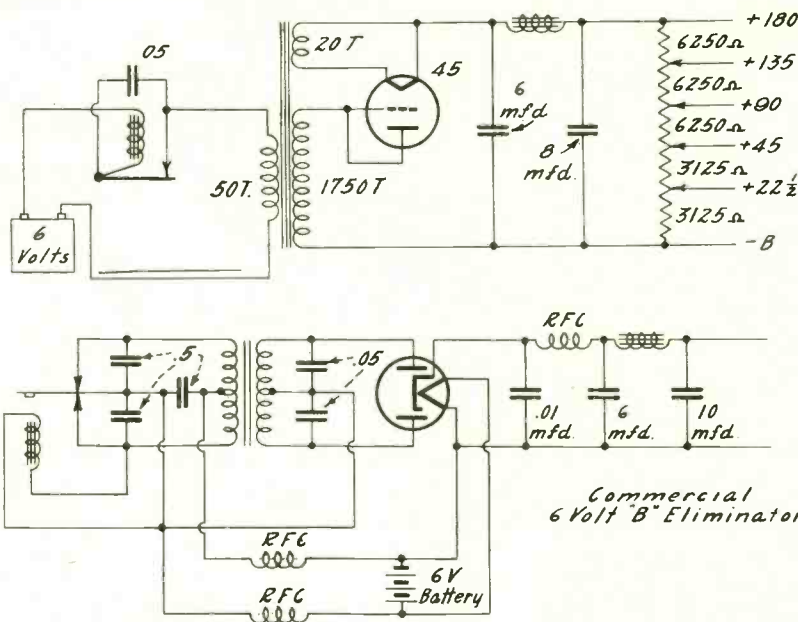 05
20 T
45
50T.
1750T
6
Volts
6
mfd
8
mfd.
+180
6250Ω
+135
6250Ω
+90
6250Ω
+45
3125Ω
+22½
3125Ω
-B
.5
.05
RFC
.01
mfd.
6
mfd.
10
mfd.
RFC
RFC
6V
Battery
Commercial
6 Volt "B" Eliminator